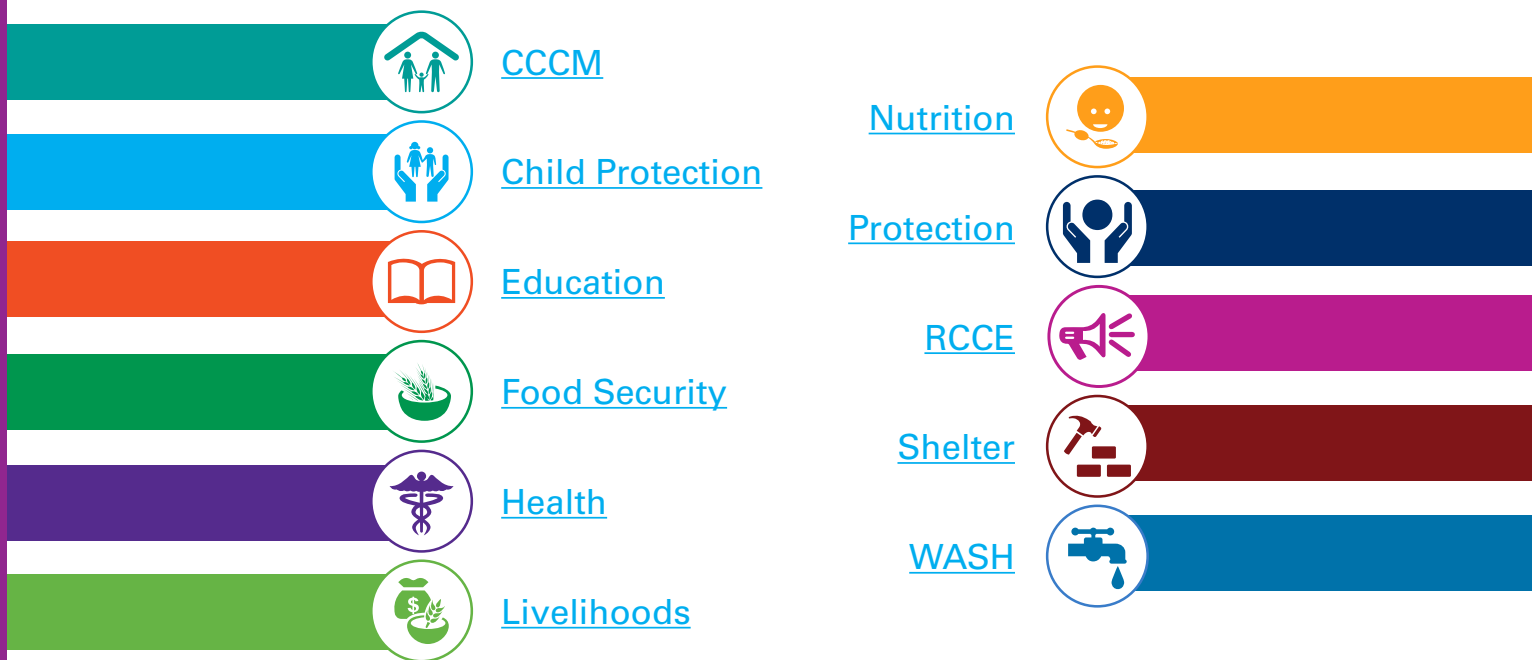 CCCM
Child Protection
Education
Food Security
Health
$
Livelihoods
Nutrition
Protection
RCCE
Shelter
WASH